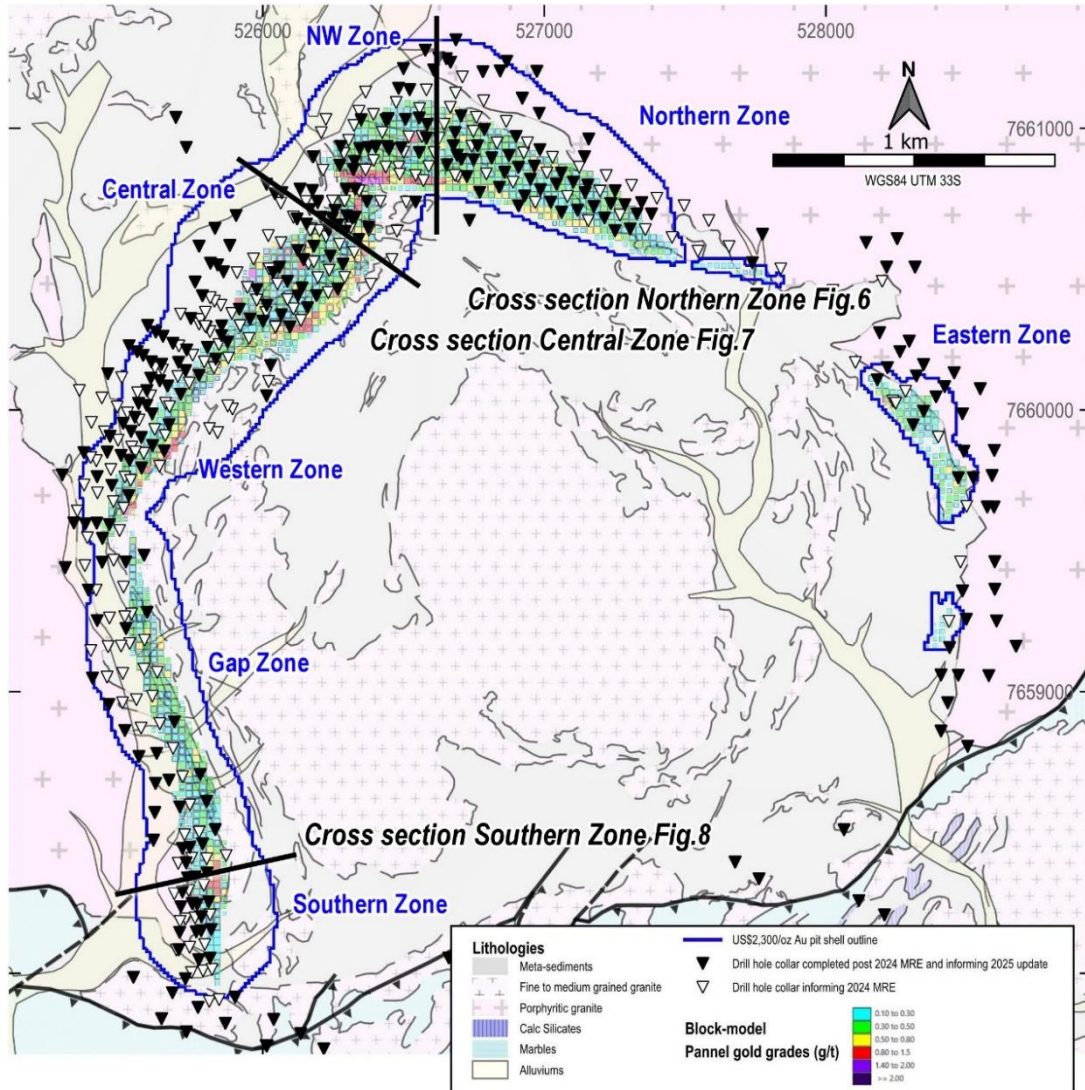 526000
527000
528000
NW Zone
Northern Zone
N
7661000
1 km
WGS84 UTM 33S
Central Zone
Cross section Northern Zone Fig.6
Cross section Central Zone Fig.7
Eastern Zone
7660000
Western Zone
Gap Zone
7659000
Cross section Southern Zone Fig.8
Southern Zone
Lithologies
Meta-sediments
Fine to medium grained granite
Porphyritic granite
Calc Silicates
Marbles
Alluviums
US$2,300/oz Au pit shell outline
Drill hole collar completed post 2024 MRE and informing 2025 update
Drill hole collar informing 2024 MRE
Block-model
Pannel gold grades (g/t)
0.10 to 0.30
0.30 to 0.50
0.50 to 0.80
0.80 to 1.5
1.40 to 2.00
>= 2.00